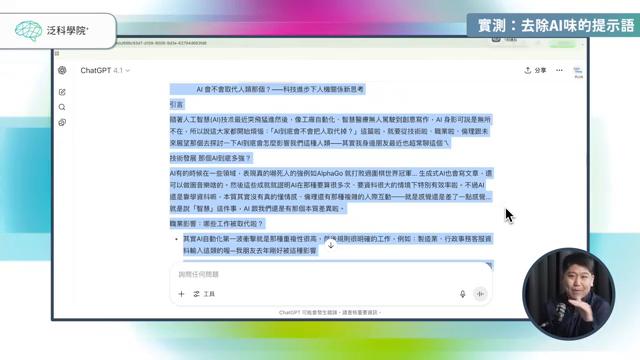 泛科學院
實測：去除AI味的提示語
ChatGPT 4.1
分享
AI 會不會取代人類那個？——科技進步下人機關係新思考
引言
隨著人工智慧(AI)技術最近突飛猛進然後，像工廠自動化、智慧醫療無人駕駛到創意寫作，AI 身影可說是無所
不在，所以說這大家都開始煩惱：「AI到底會不會把人取代掉？」這篇啦，就要從技術啦、職業啦、倫理跟未
來展望那個去探討一下AI到底會怎麼影響我們這種人類——其實我身邊朋友最近也超常聊這個ㄟ
技術發展 那個AI到底多強？
AI有的時候在一些領域，表現真的嚇死人的強例如AlphaGo 就打敗過圍棋世界冠軍... 生成式AI也會寫文章，還
可以做圖音樂啥的。然後這些成就就證明AI在那種要算很多次、要資料很大的情境下特別有效率啦。不過AI
還是靠學資料嘛，本質其實沒有真的懂情感、倫理還有那種複雜的人際互動——就是感覺還是差了一點感覺...
就是說「智慧」這件事，AI 跟我們還是有那個本質差異啦。
職業影響：哪些工作被取代啦？
其實AI自動化第一波衝擊就是那種重複性很高，然後規則很明確的工作，例如：製造業、行政事務客服資
料輸入這類的喔~我朋友去年剛好被這種影響
詢問任何問題
工具
ChatGPT 可能會發生錯誤。請查核重要資訊。